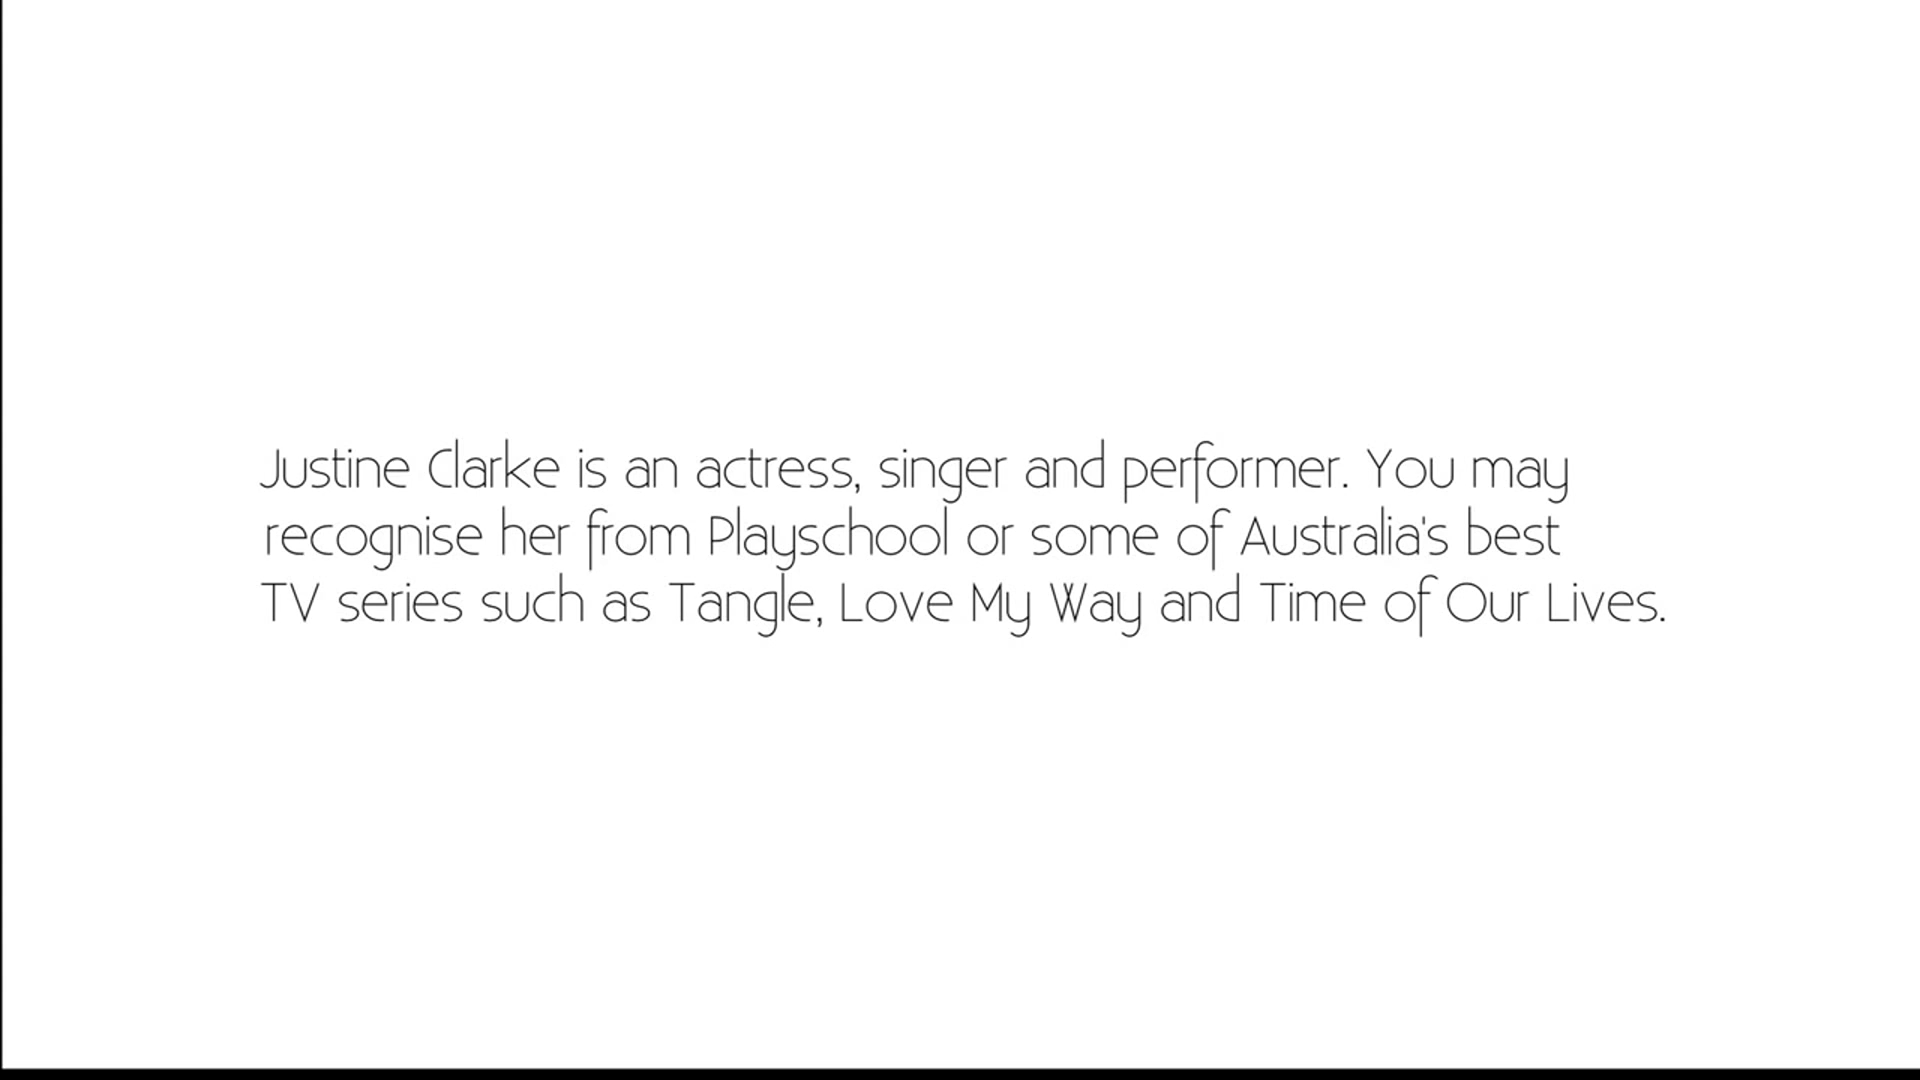 Justine Clarke is an actress, singer and performer. You may
recognise her from Playschool or some of Australia's best
TV series such as Tangle, Love My Way and Time of Our Lives.